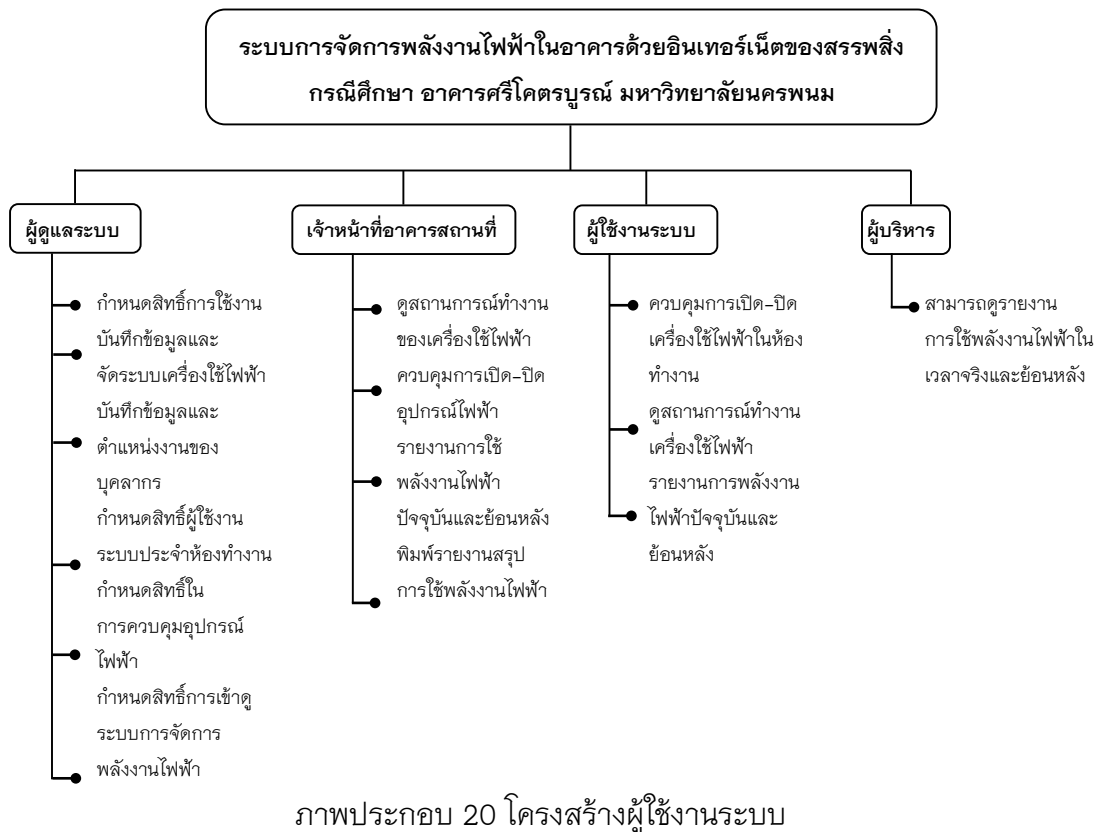 ระบบการจัดการพลังงานไฟฟ้าในอาคารด้วยอินเทอร์เน็ตของสรรพสิ่ง
กรณีศึกษา อาคารศรีโคตรบูรณ์ มหาวิทยาลัยนครพนม
ผู้ดูแลระบบ
กำหนดสิทธิ์การใช้งาน
บันทึกข้อมูลและ
จัดระบบเครื่องใช้ไฟฟ้า
บันทึกข้อมูลและ
ตำแหน่งงานของ
บุคลากร
กำหนดสิทธิ์ผู้ใช้งาน
ระบบประจำห้องทำงาน
กำหนดสิทธิ์ใน
การควบคุมอุปกรณ์
ไฟฟ้า
กำหนดสิทธิ์การเข้าดู
ระบบการจัดการ
พลังงานไฟฟ้า
เจ้าหน้าที่อาคารสถานที่
ดูสถานการณ์ทำงาน
ของเครื่องใช้ไฟฟ้า
ควบคุมการเปิด-ปิด
อุปกรณ์ไฟฟ้า
รายงานการใช้
พลังงานไฟฟ้า
ปัจจุบันและย้อนหลัง
พิมพ์รายงานสรุป
การใช้พลังงานไฟฟ้า
ผู้ใช้งานระบบ
ควบคุมการเปิด-ปิด
เครื่องใช้ไฟฟ้าในห้อง
ทำงาน
ดูสถานการณ์ทำงาน
เครื่องใช้ไฟฟ้า
รายงานการพลังงาน
ไฟฟ้าปัจจุบันและ
ย้อนหลัง
ผู้บริหาร
สามารถดูรายงาน
การใช้พลังงานไฟฟ้าใน
เวลาจริงและย้อนหลัง
ภาพประกอบ 20 โครงสร้างผู้ใช้งานระบบ